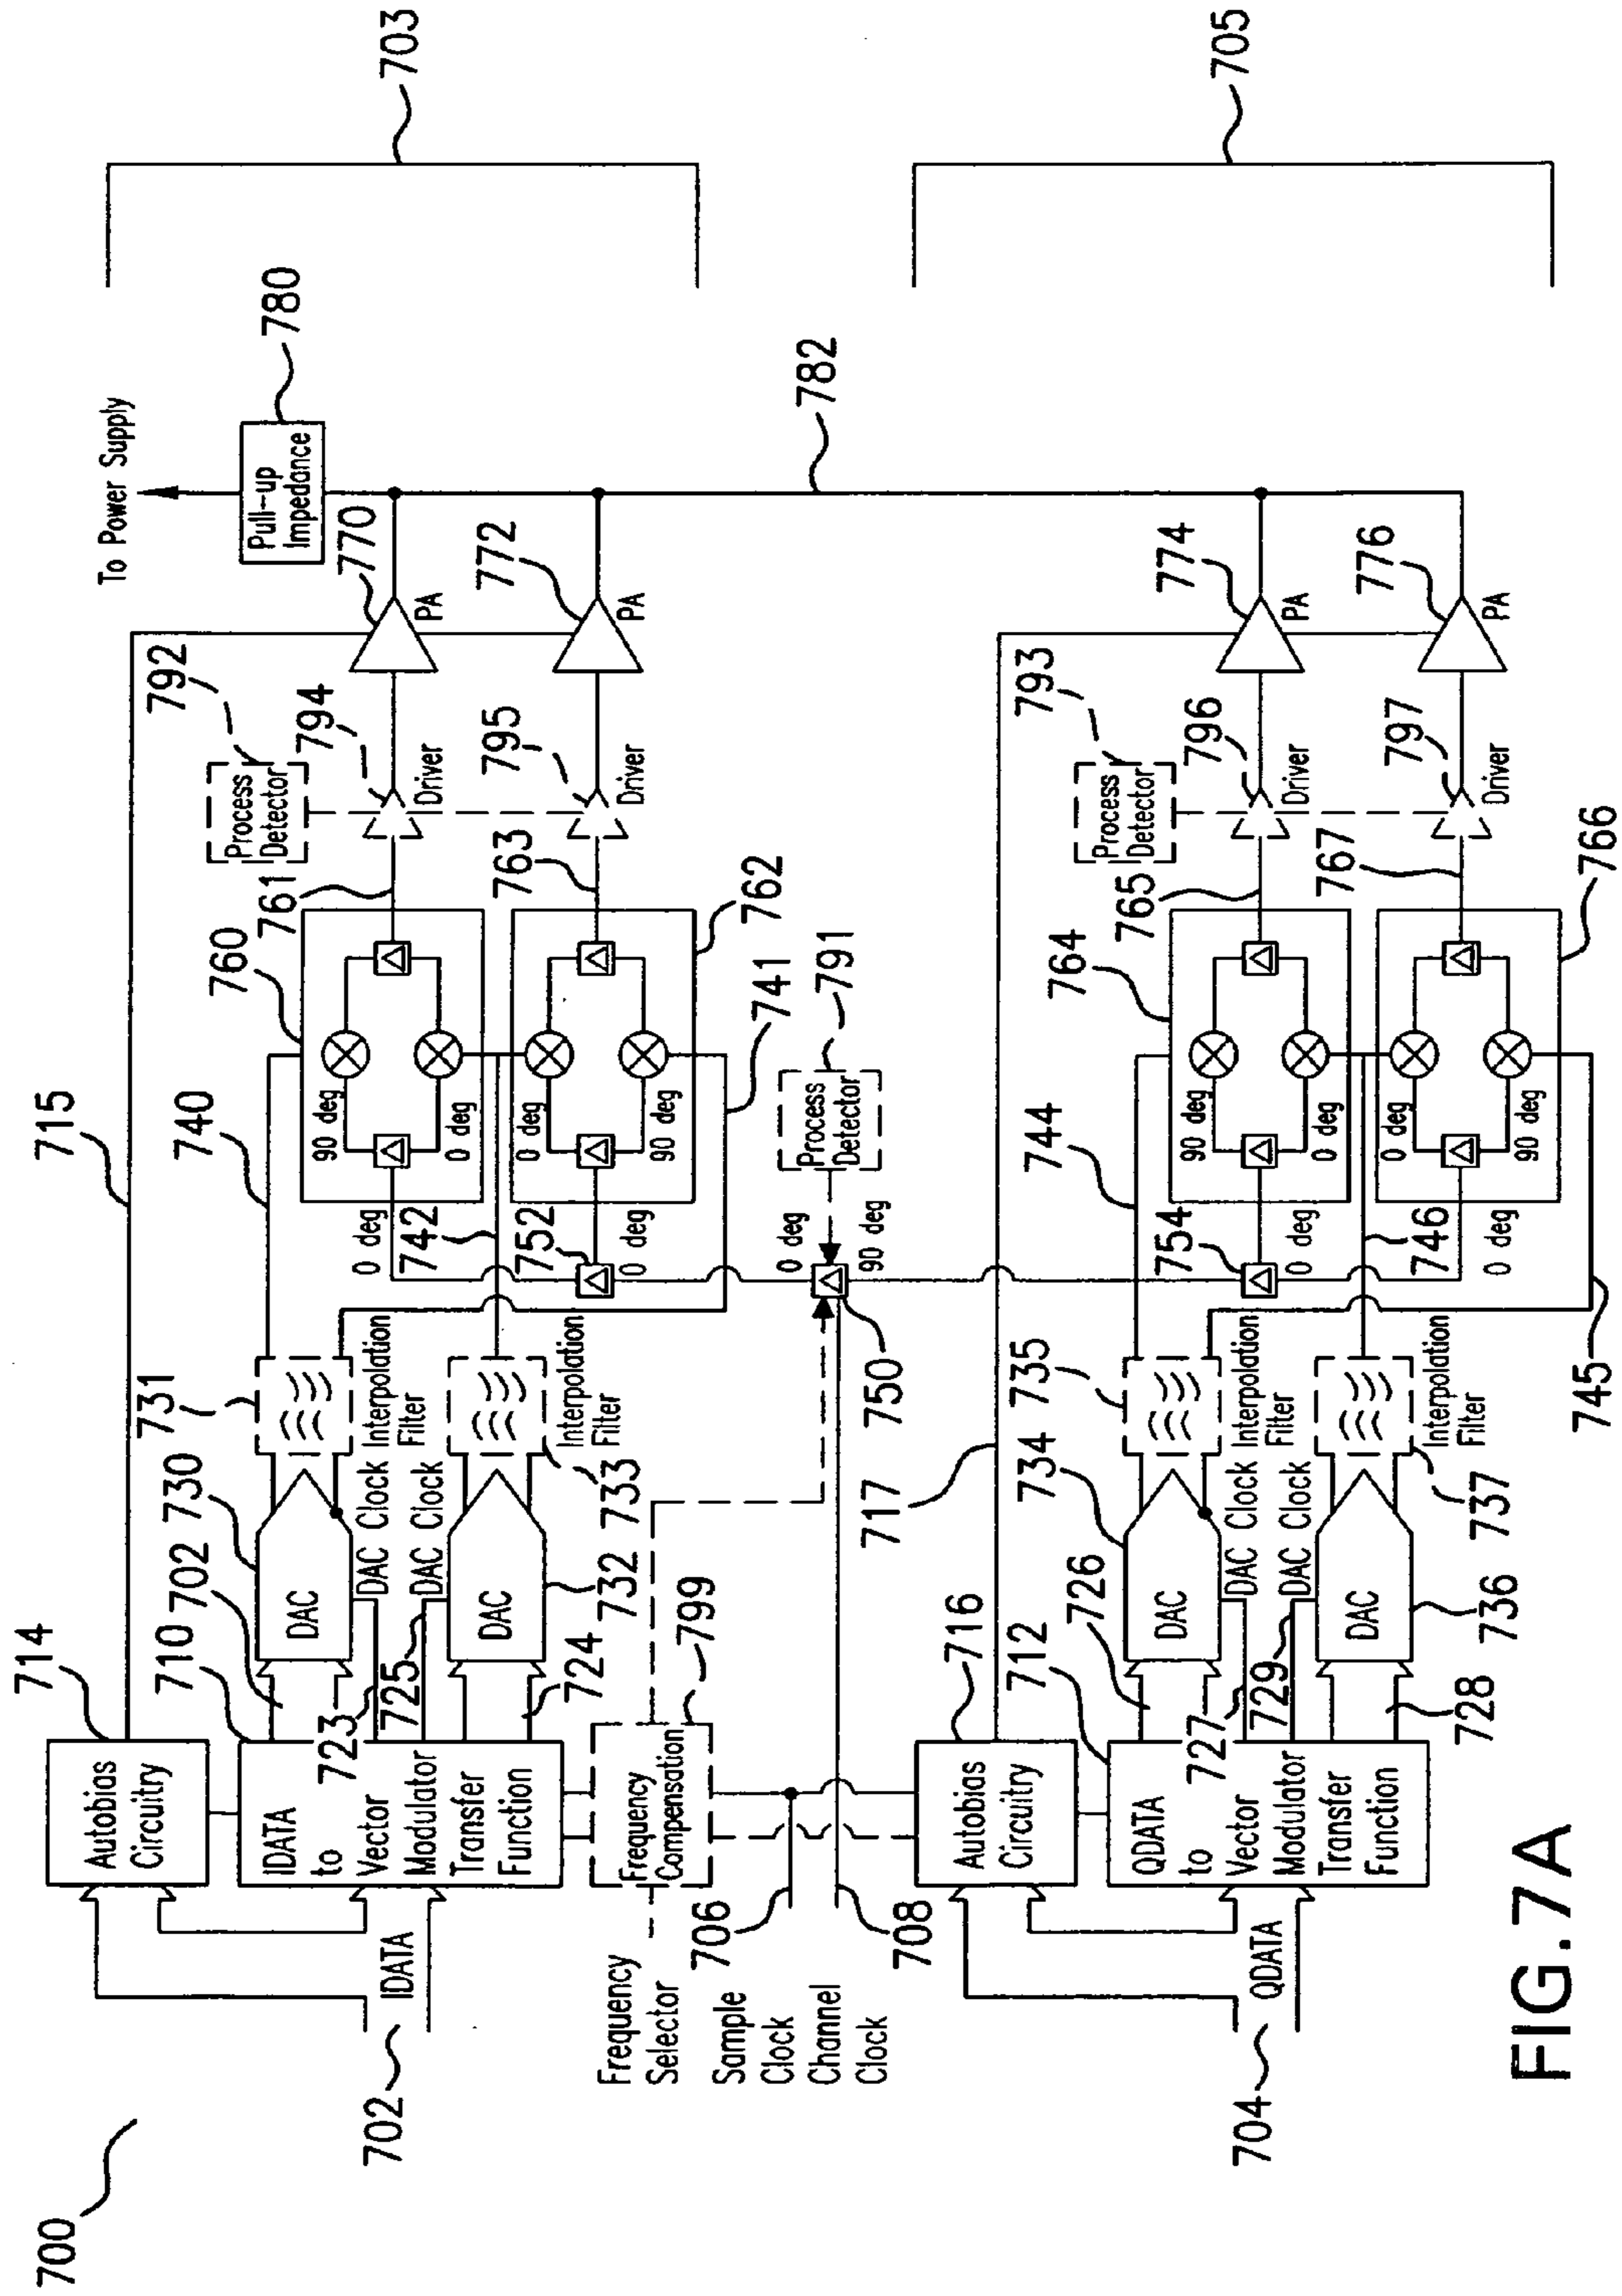 700
702
IDATA
714
Autobias
Circuitry
710
IDATA
to
Vector
Modulator
Transfer
Function
702
723
725
724
730
DAC
DAC Clock
DAC Clock
DAC
732
731
Interpolation
Filter
Interpolation
Filter
733
715
740
742
741
752
0 deg
0 deg
760
90 deg
0 deg
0 deg
90 deg
762
761
763
792
Process
Detector
794
Driver
795
Driver
770
PA
772
PA
To Power Supply
Pull-up
Impedance
780
782
703
Frequency
Selector
Frequency
Compensation
799
Sample
Clock
706
Channel
Clock
708
750
0 deg
90 deg
Process
Detector
791
704
QDATA
716
Autobias
Circuitry
712
QDATA
to
Vector
Modulator
Transfer
Function
726
727
729
728
734
DAC
DAC Clock
DAC Clock
DAC
736
735
Interpolation
Filter
Interpolation
Filter
737
717
744
746
745
754
0 deg
0 deg
764
90 deg
0 deg
0 deg
90 deg
766
765
767
793
Process
Detector
796
Driver
797
Driver
774
PA
776
PA
705
FIG.7A